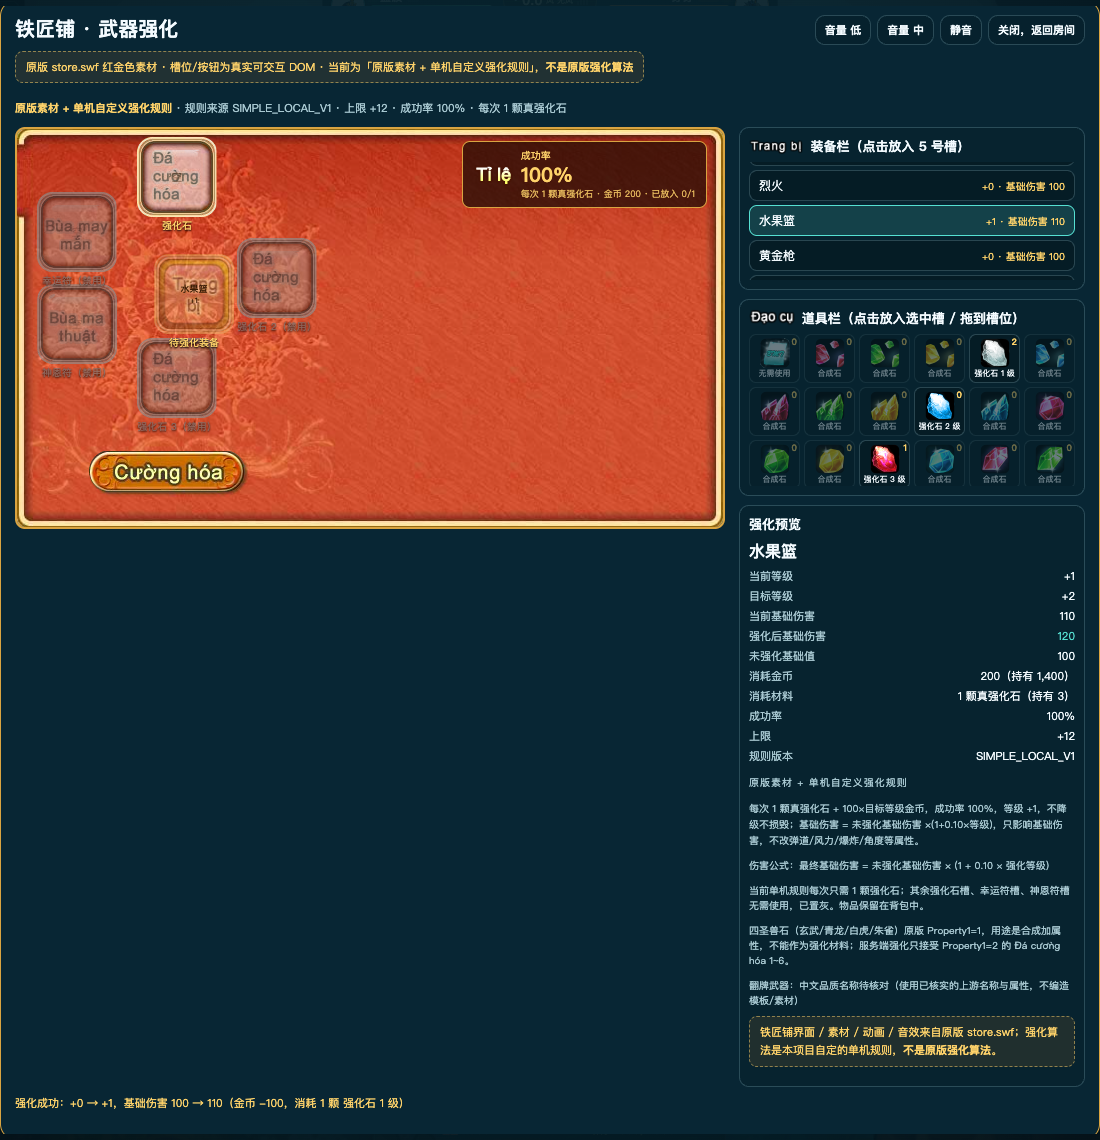 铁匠铺 · 武器强化
音量 低
音量 中
静音
关闭，返回房间
原版 store.swf 红金色素材 · 槽位/按钮为真实可交互 DOM · 当前为「原版素材 + 单机自定义强化规则」，不是原版强化算法
原版素材 + 单机自定义强化规则 · 规则来源 SIMPLE_LOCAL_V1 · 上限 +12 · 成功率 100% · 每次 1 颗真强化石
Đá cường hóa
强化石
Bùa may mắn
Bùa ma thuật
Trang bị
水果篮
待强化装备
Đá cường hóa
Đá cường hóa
Cường hóa
Tỉ lệ
成功率
100%
每次 1 颗真强化石 · 金币 200 · 已放入 0/1
Trang bị 装备栏（点击放入 5 号槽）
烈火 +0 · 基础伤害 100
水果篮 +1 · 基础伤害 110
黄金枪 +0 · 基础伤害 100
Đạo cụ 道具栏（点击放入选中槽 / 拖到槽位）
0 0 0 0 2 0
无需使用 合成石 合成石 合成石 强化石 1 级 合成石
0 0 0 0 0 0
合成石 合成石 合成石 强化石 2 级 合成石 合成石
0 0 1 0 0 0
合成石 合成石 强化石 3 级 合成石 合成石 合成石
强化预览
水果篮
当前等级 +1
目标等级 +2
当前基础伤害 110
强化后基础伤害 120
未强化基础值 100
消耗金币 200（持有 1,400）
消耗材料 1 颗真强化石（持有 3）
成功率 100%
上限 +12
规则版本 SIMPLE_LOCAL_V1
原版素材 + 单机自定义强化规则
每次 1 颗真强化石 + 100×目标等级金币，成功率 100%，等级 +1，不降
级不损毁；基础伤害 = 未强化基础伤害 ×(1+0.10×等级)，只影响基础伤
害，不改弹道/风力/爆炸/角度等属性。
伤害公式：最终基础伤害 = 未强化基础伤害 × (1 + 0.10 × 强化等级)
当前单机规则每次只需 1 颗强化石；其余强化石槽、幸运符槽、神恩符槽
无需使用，已置灰。物品保留在背包中。
四圣兽石（玄武/青龙/白虎/朱雀）原版 Property1=1，用途是合成加属
性，不能作为强化材料；服务端强化只接受 Property1=2 的 Đá cường
hóa 1~6。
翻牌武器：中文品质名称待核对（使用已核实的上游名称与属性，不编造
模板/素材）
铁匠铺界面 / 素材 / 动画 / 音效来自原版 store.swf；强化算
法是本项目自定的单机规则，不是原版强化算法。
强化成功：+0 → +1，基础伤害 100 → 110（金币 −100，消耗 1 颗 强化石 1 级）